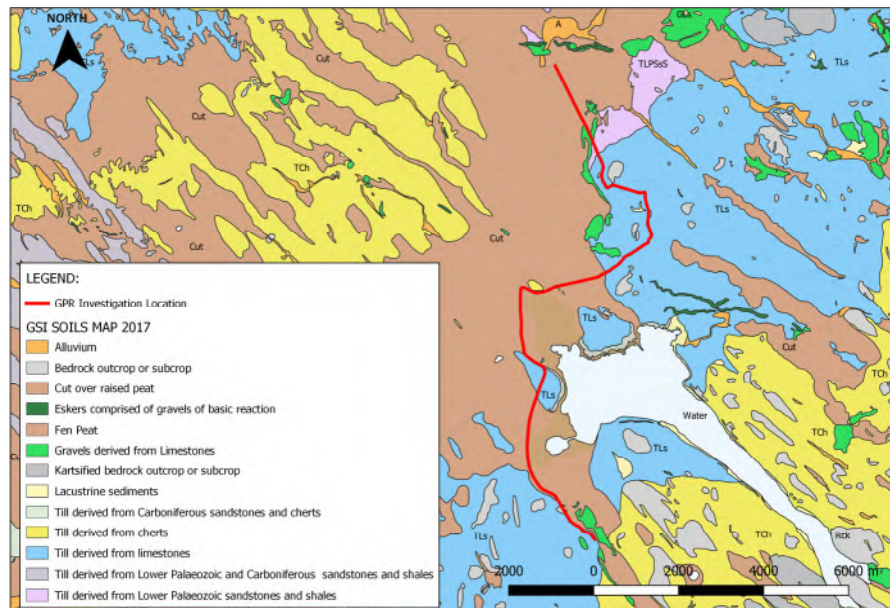 NORTH
A
GLs
TLs
Cut
TLPSsS
TLs
Cut
TCh
TCh
TLs
Cut
Cut
LEGEND:
GPR Investigation Location
GSI SOILS MAP 2017
Alluvium
Bedrock outcrop or subcrop
Cut over raised peat
Eskers comprised of gravels of basic reaction
Fen Peat
Gravels derived from Limestones
Kartsified bedrock outcrop or subcrop
Lacustrine sediments
Till derived from Carboniferous sandstones and cherts
Till derived from cherts
Till derived from limestones
Till derived from Lower Palaeozoic and Carboniferous sandstones and shales
Till derived from Lower Palaeozoic sandstones and shales
TLs
Cut
TCh
TLs
Water
TCh
TLs
TLs
TCh
Rck
2000 0 2000 4000 6000 m